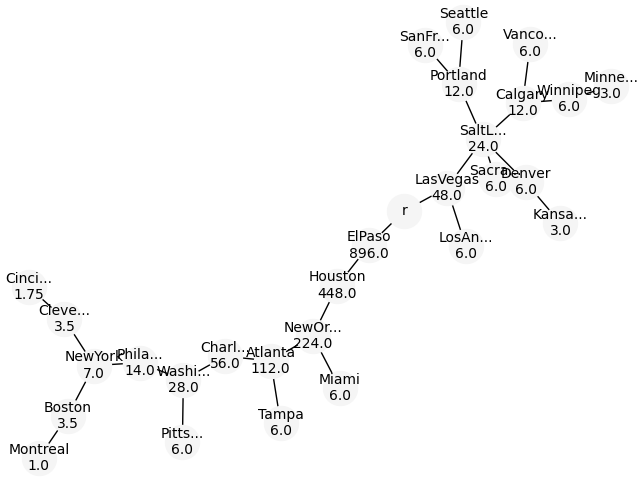 Seattle
6.0
SanFr...
6.0
Vanco...
6.0
Portland
12.0
Minne...
3.0
Calgary
12.0
Winnipeg
6.0
SaltL...
24.0
LasVegas
48.0
Sacra...
6.0
Denver
6.0
r
Kansa...
3.0
ElPaso
896.0
LosAn...
6.0
Houston
448.0
Cinci...
1.75
Cleve...
3.5
NewOr...
224.0
NewYork
7.0
Phila...
14.0
Washi...
28.0
Charl...
56.0
Atlanta
112.0
Miami
6.0
Boston
3.5
Tampa
6.0
Pitts...
6.0
Montreal
1.0